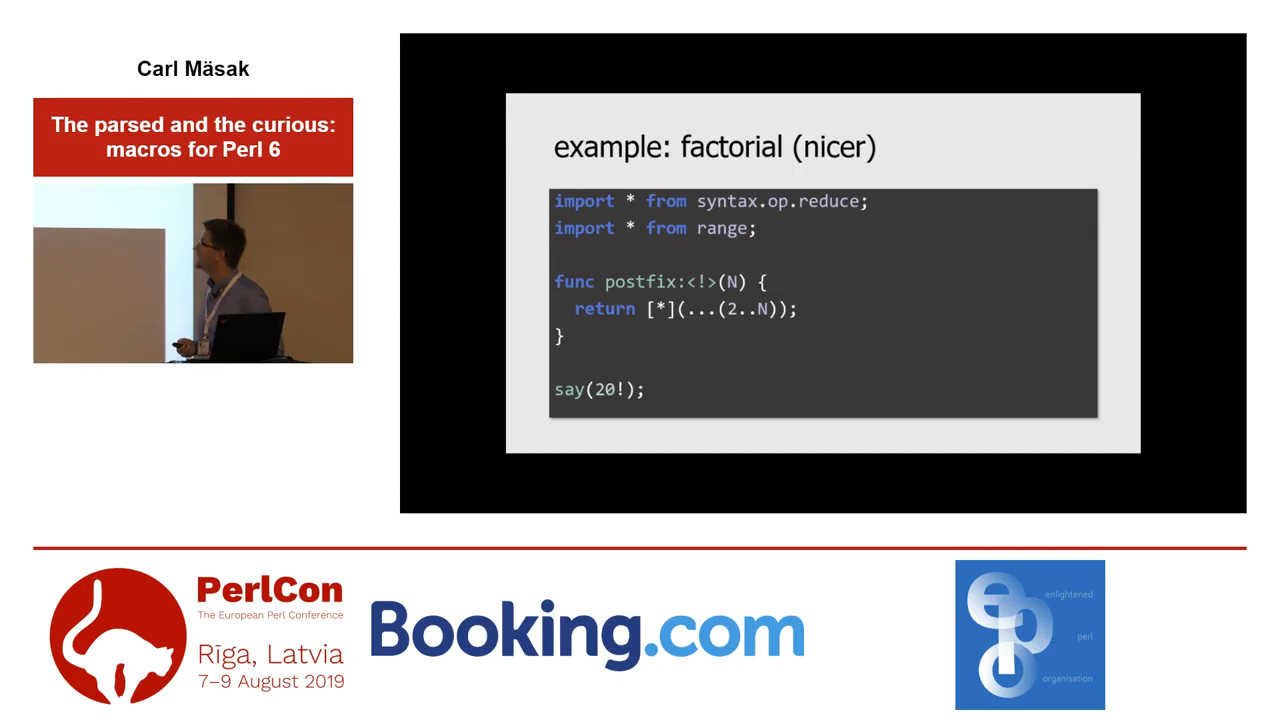 Carl Mäsak
The parsed and the curious:
macros for Perl 6
example: factorial (nicer)
import * from syntax.op.reduce;
import * from range;
func postfix:<!>(N) {
  return [*](...(2..N));
}
say(20!);
PerlCon
The European Perl Conference
Rīga, Latvia
7–9 August 2019
Booking.com
epo
enlightened
perl
organisation